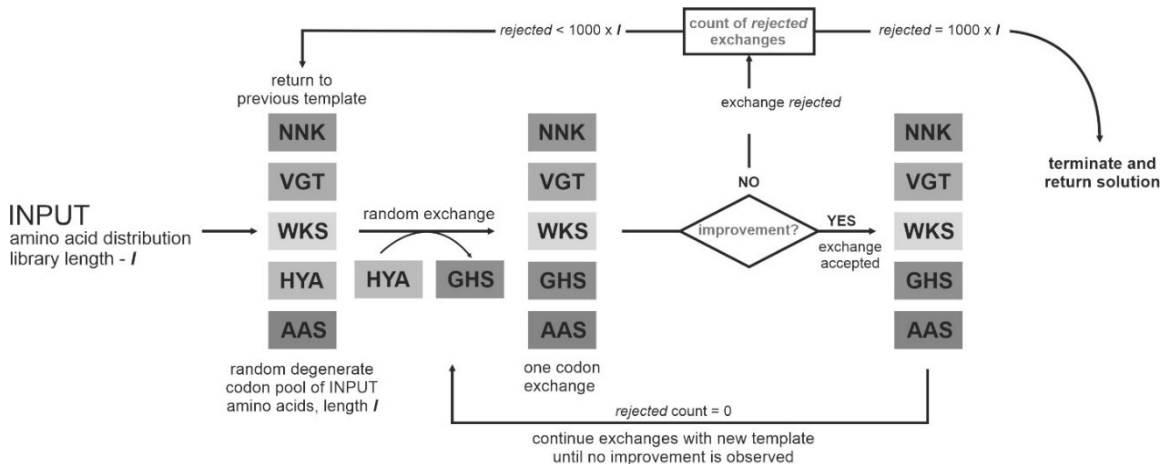 rejected < 1000 x l
count of rejected
exchanges
rejected = 1000 x l
return to
previous template
exchange rejected
NNK
VGT
WKS
HYA
AAS
NNK
VGT
WKS
GHS
AAS
NNK
VGT
WKS
GHS
AAS
terminate and
return solution
INPUT
amino acid distribution
library length - l
random exchange
HYA
GHS
NO
improvement?
YES
exchange
accepted
random degenerate
codon pool of INPUT
amino acids, length l
one codon
exchange
rejected count = 0
continue exchanges with new template
until no improvement is observed